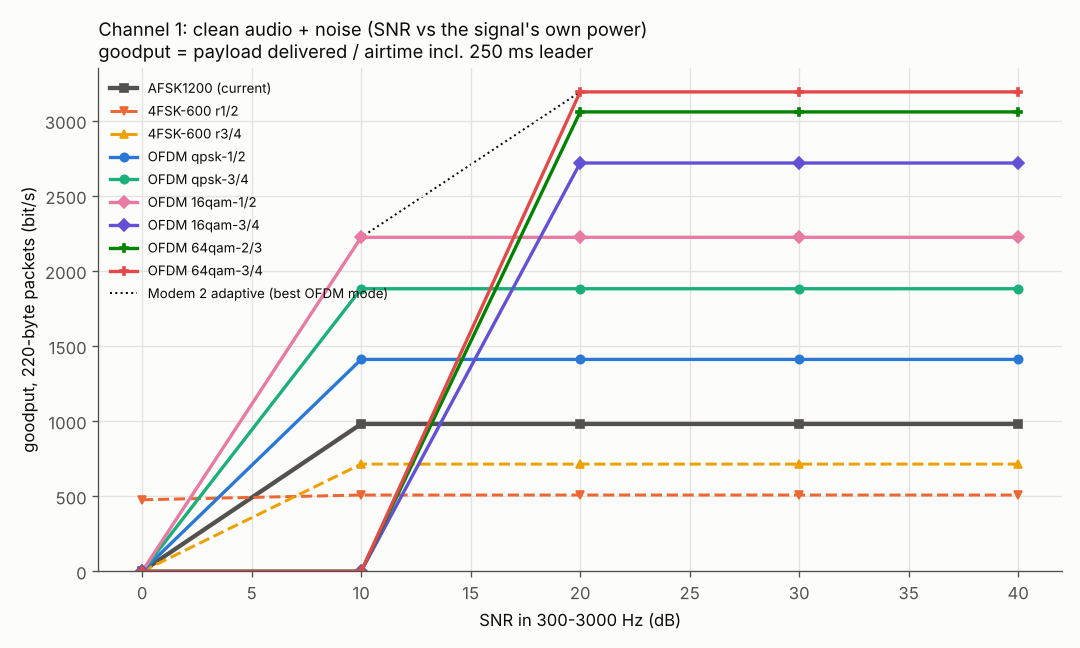 Channel 1: clean audio + noise (SNR vs the signal's own power)
goodput = payload delivered / airtime incl. 250 ms leader
AFSK1200 (current)
4FSK-600 r1/2
4FSK-600 r3/4
OFDM qpsk-1/2
OFDM qpsk-3/4
OFDM 16qam-1/2
OFDM 16qam-3/4
OFDM 64qam-2/3
OFDM 64qam-3/4
Modem 2 adaptive (best OFDM mode)
goodput, 220-byte packets (bit/s)
3000
2500
2000
1500
1000
500
0
0 5 10 15 20 25 30 35 40
SNR in 300-3000 Hz (dB)